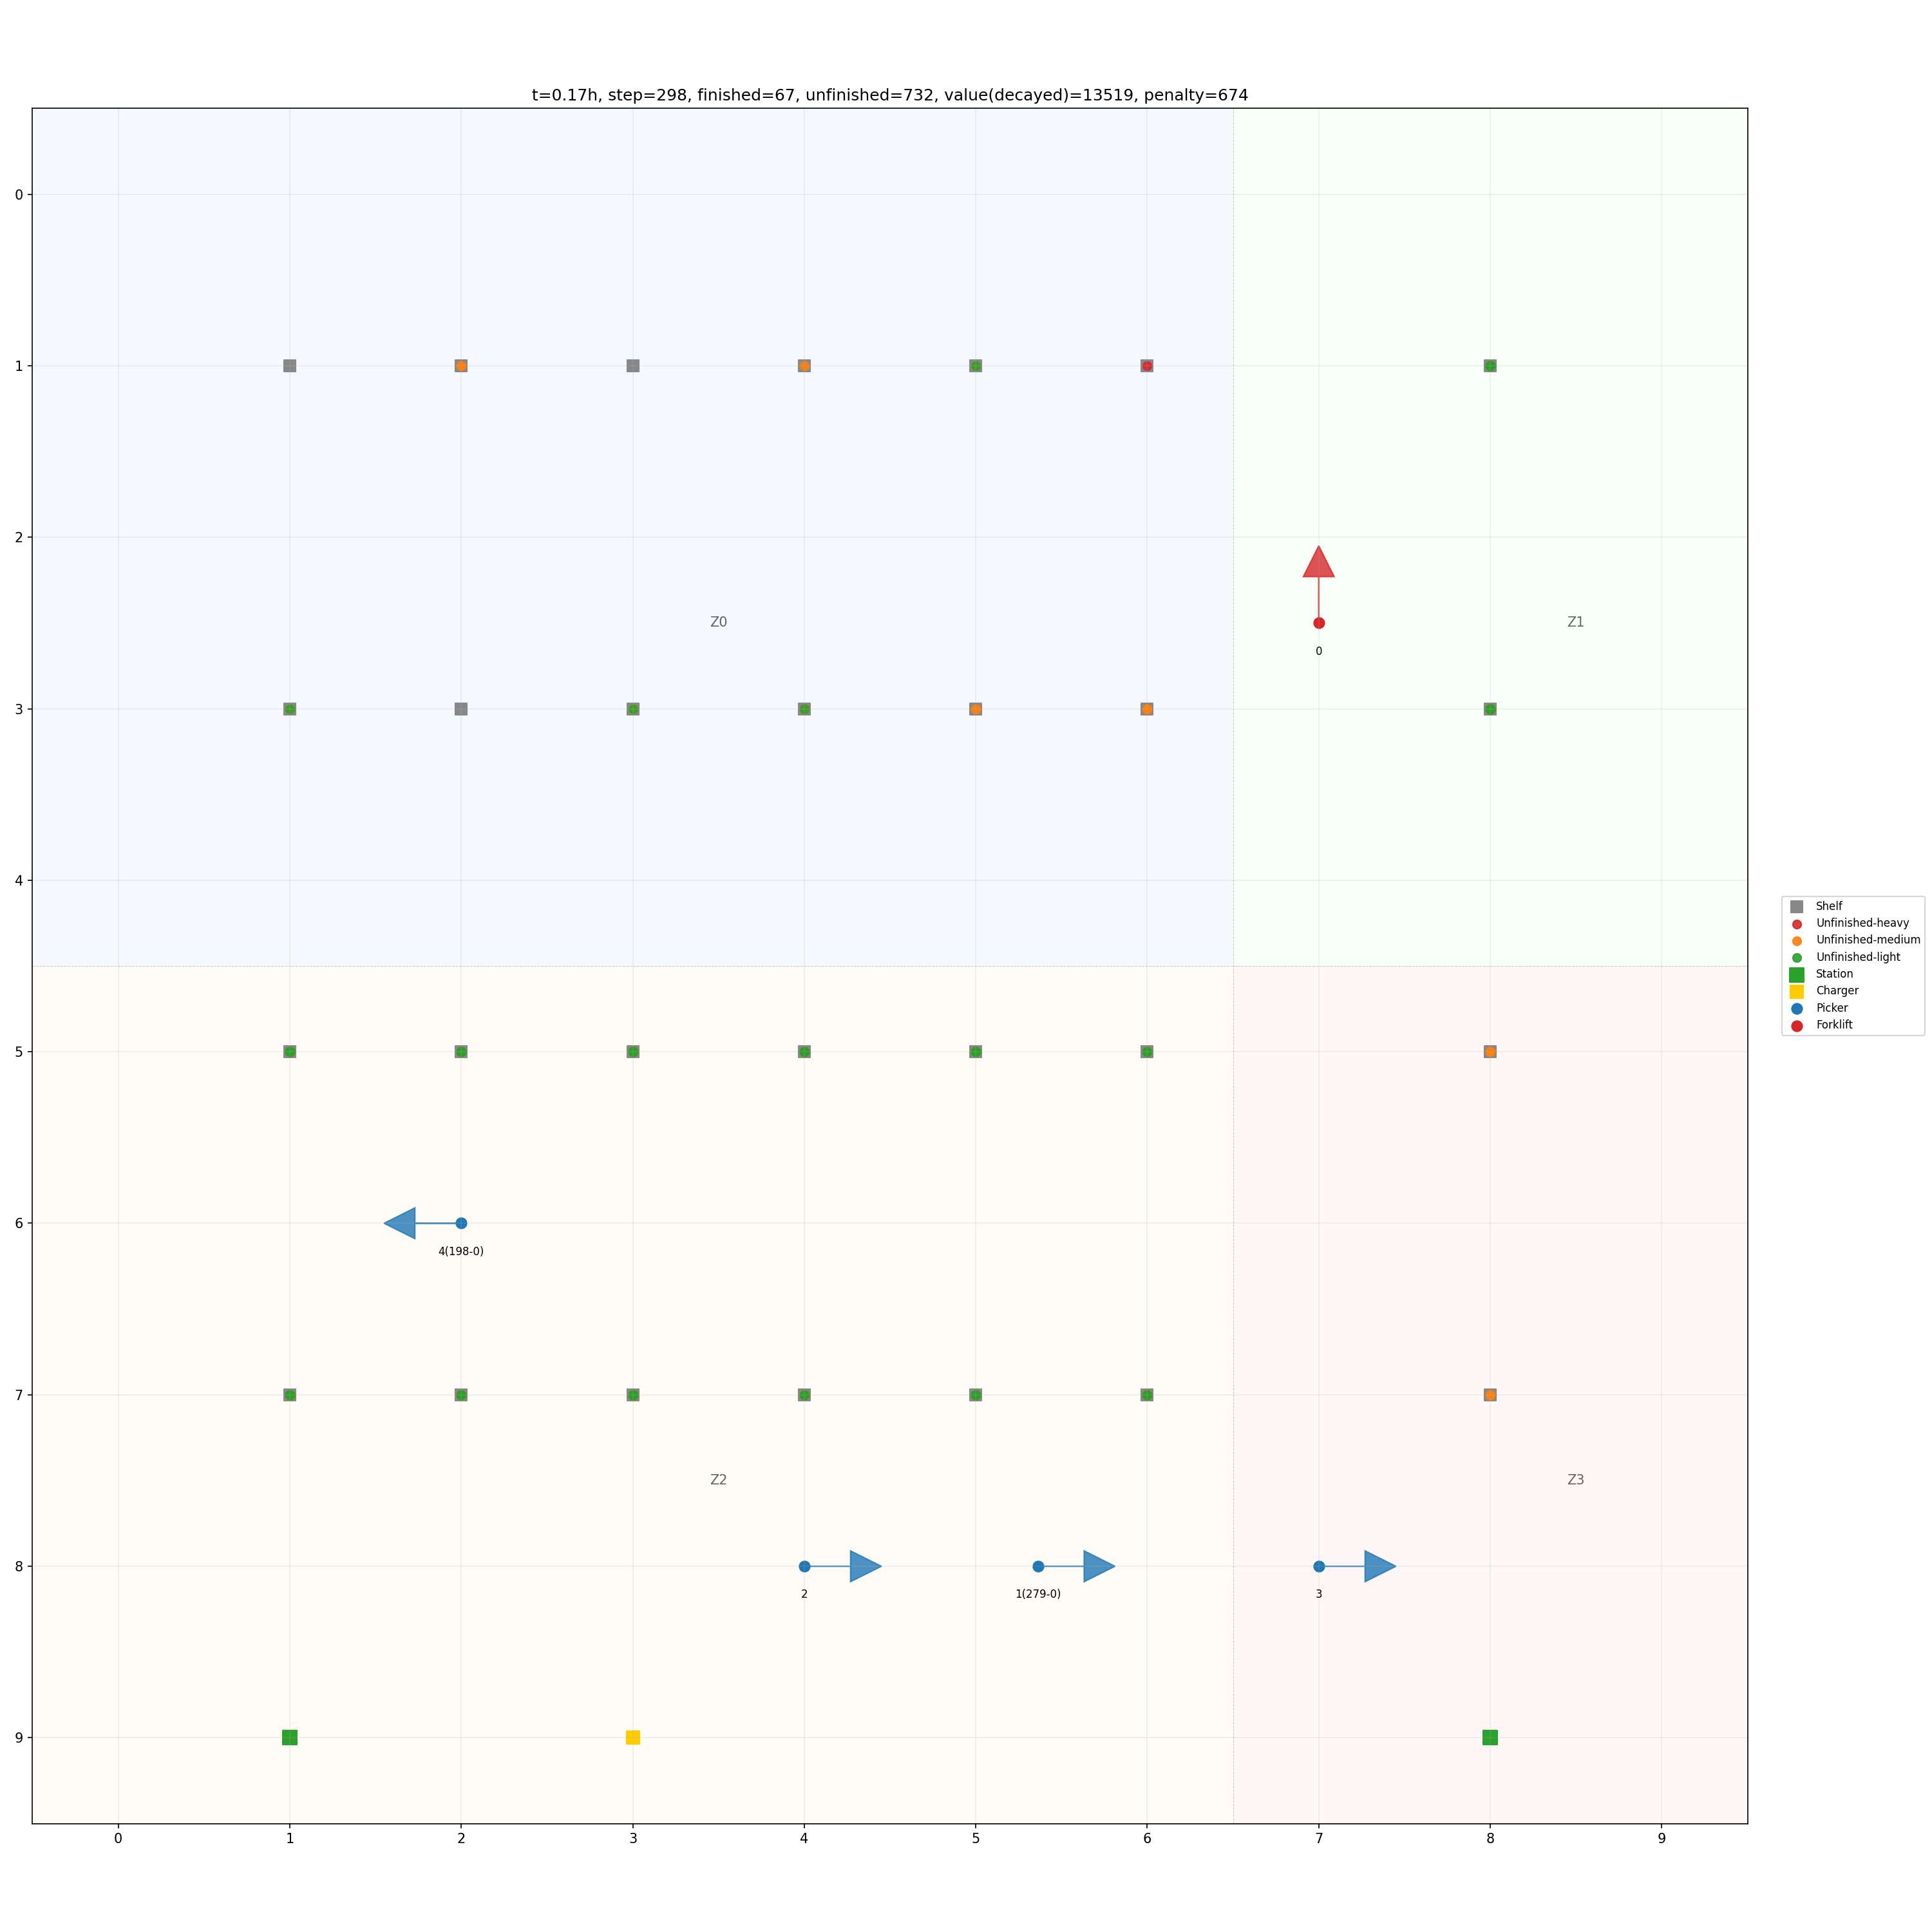 t=0.17h, step=298, finished=67, unfinished=732, value(decayed)=13519, penalty=674
0
1
2
Z0
Z1
0
3
4
Shelf
Unfinished-heavy
Unfinished-medium
Unfinished-light
Station
Charger
Picker
Forklift
5
6
4(198-0)
7
Z2
Z3
8
2
1(279-0)
3
9
0
1
2
3
4
5
6
7
8
9